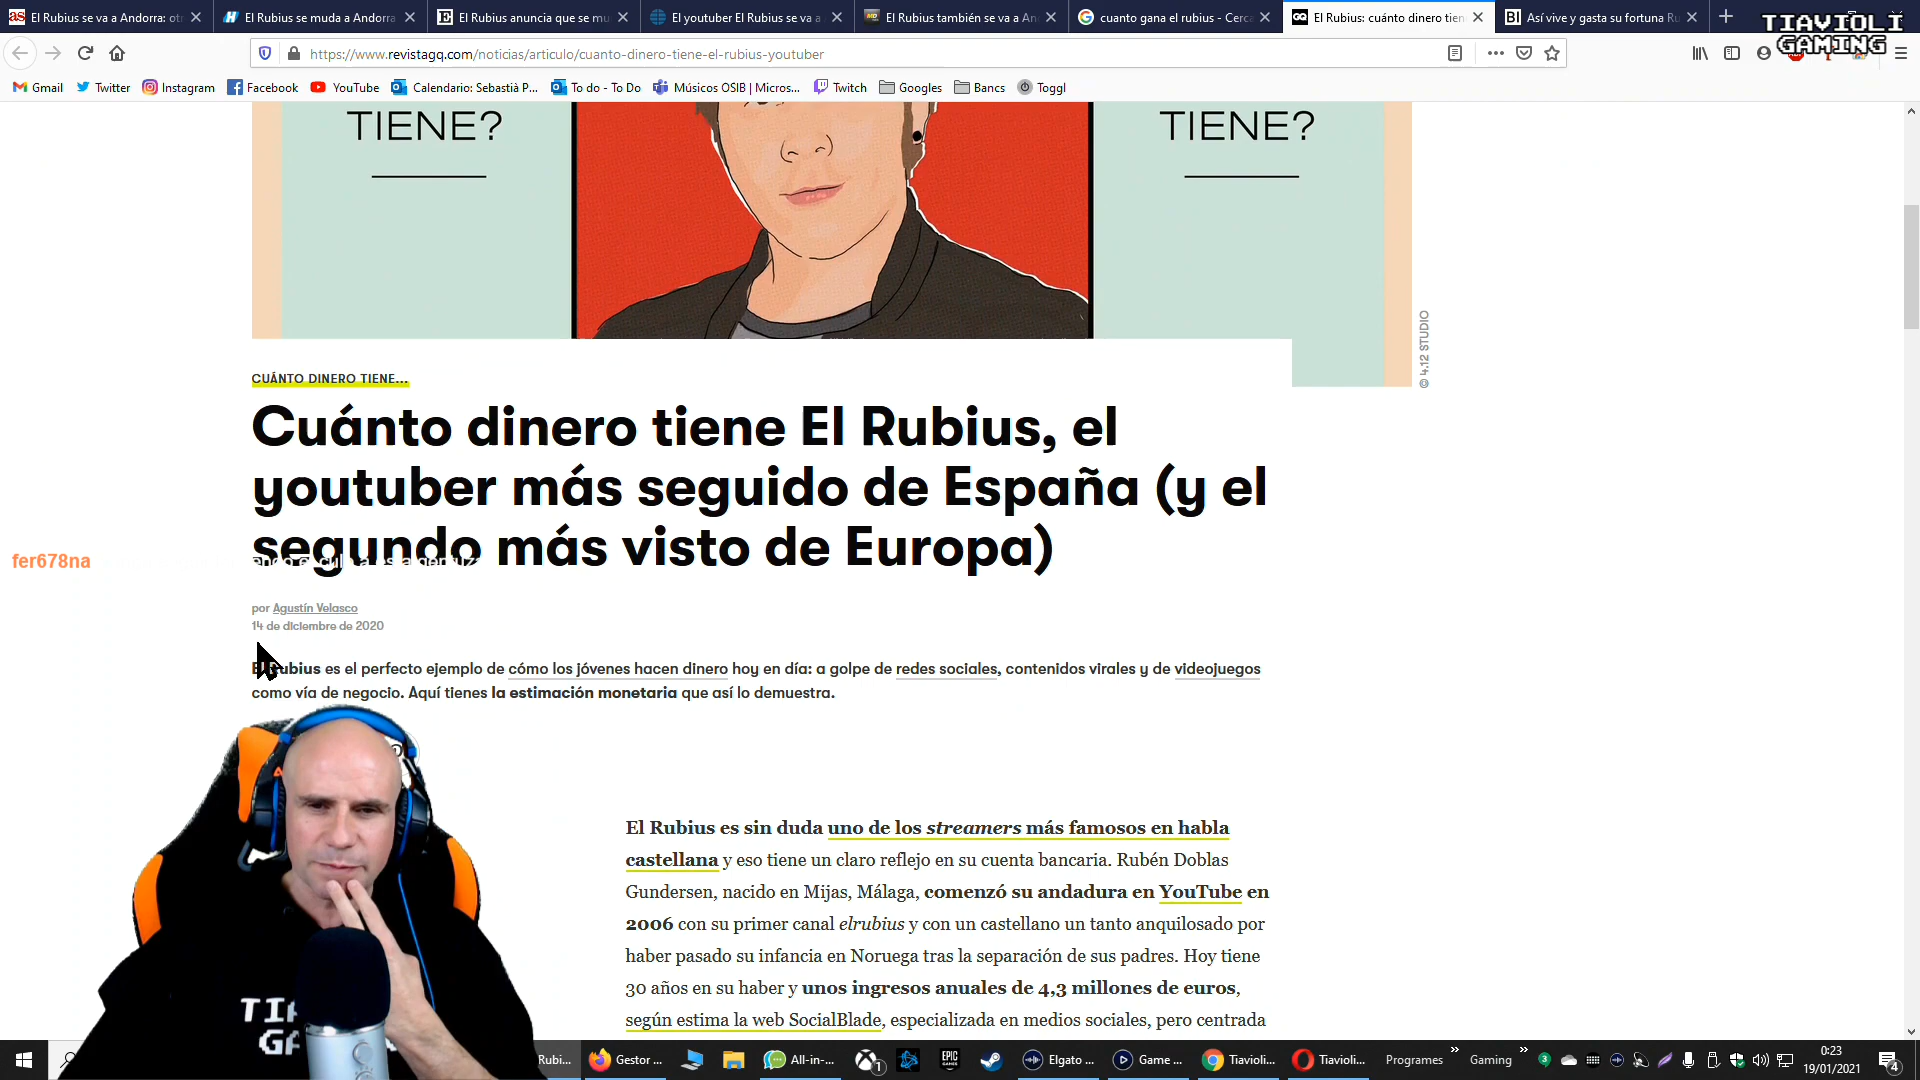 as El Rubius se va a Andorra: otr
El Rubius se muda a Andorra
El Rubius anuncia que se mu
El youtuber El Rubius se va a
El Rubius también se va a An
cuanto gana el rubius - Cerca
GQ El Rubius: cuánto dinero tien
BI Así vive y gasta su fortuna Ru
TIAVIOLI
GAMING
https://www.revistagq.com/noticias/articulo/cuanto-dinero-tiene-el-rubius-youtuber
Gmail Twitter Instagram Facebook YouTube Calendario: Sebastià P... To do - To Do Músicos OSIB | Micros... Twitch Googles Bancs Toggl
TIENE?
TIENE?
© 4.12 STUDIO
CUÁNTO DINERO TIENE...
Cuánto dinero tiene El Rubius, el
youtuber más seguido de España (y el
segundo más visto de Europa)
fer678na
por Agustín Velasco
14 de diciembre de 2020
El Rubius es el perfecto ejemplo de cómo los jóvenes hacen dinero hoy en día: a golpe de redes sociales, contenidos virales y de videojuegos
como vía de negocio. Aquí tienes la estimación monetaria que así lo demuestra.
El Rubius es sin duda uno de los streamers más famosos en habla
castellana y eso tiene un claro reflejo en su cuenta bancaria. Rubén Doblas
Gundersen, nacido en Mijas, Málaga, comenzó su andadura en YouTube en
2006 con su primer canal elrubius y con un castellano un tanto anquilosado por
haber pasado su infancia en Noruega tras la separación de sus padres. Hoy tiene
30 años en su haber y unos ingresos anuales de 4,3 millones de euros,
según estima la web SocialBlade, especializada en medios sociales, pero centrada
Rubi... Gestor ... All-in-... 1 EPIC GAMES Elgato ... Game ... Tiavioli... Tiavioli... Programes Gaming 3
0:23
19/01/2021
4